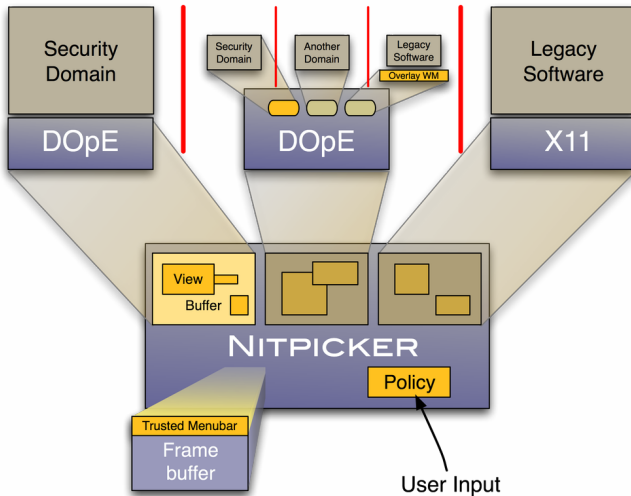 Security
Domain
DOpE
Security
Domain
Another
Domain
Legacy
Software
Overlay WM
DOpE
Legacy
Software
X11
View
Buffer
NITPICKER
Policy
Trusted Menubar
Frame
buffer
User Input